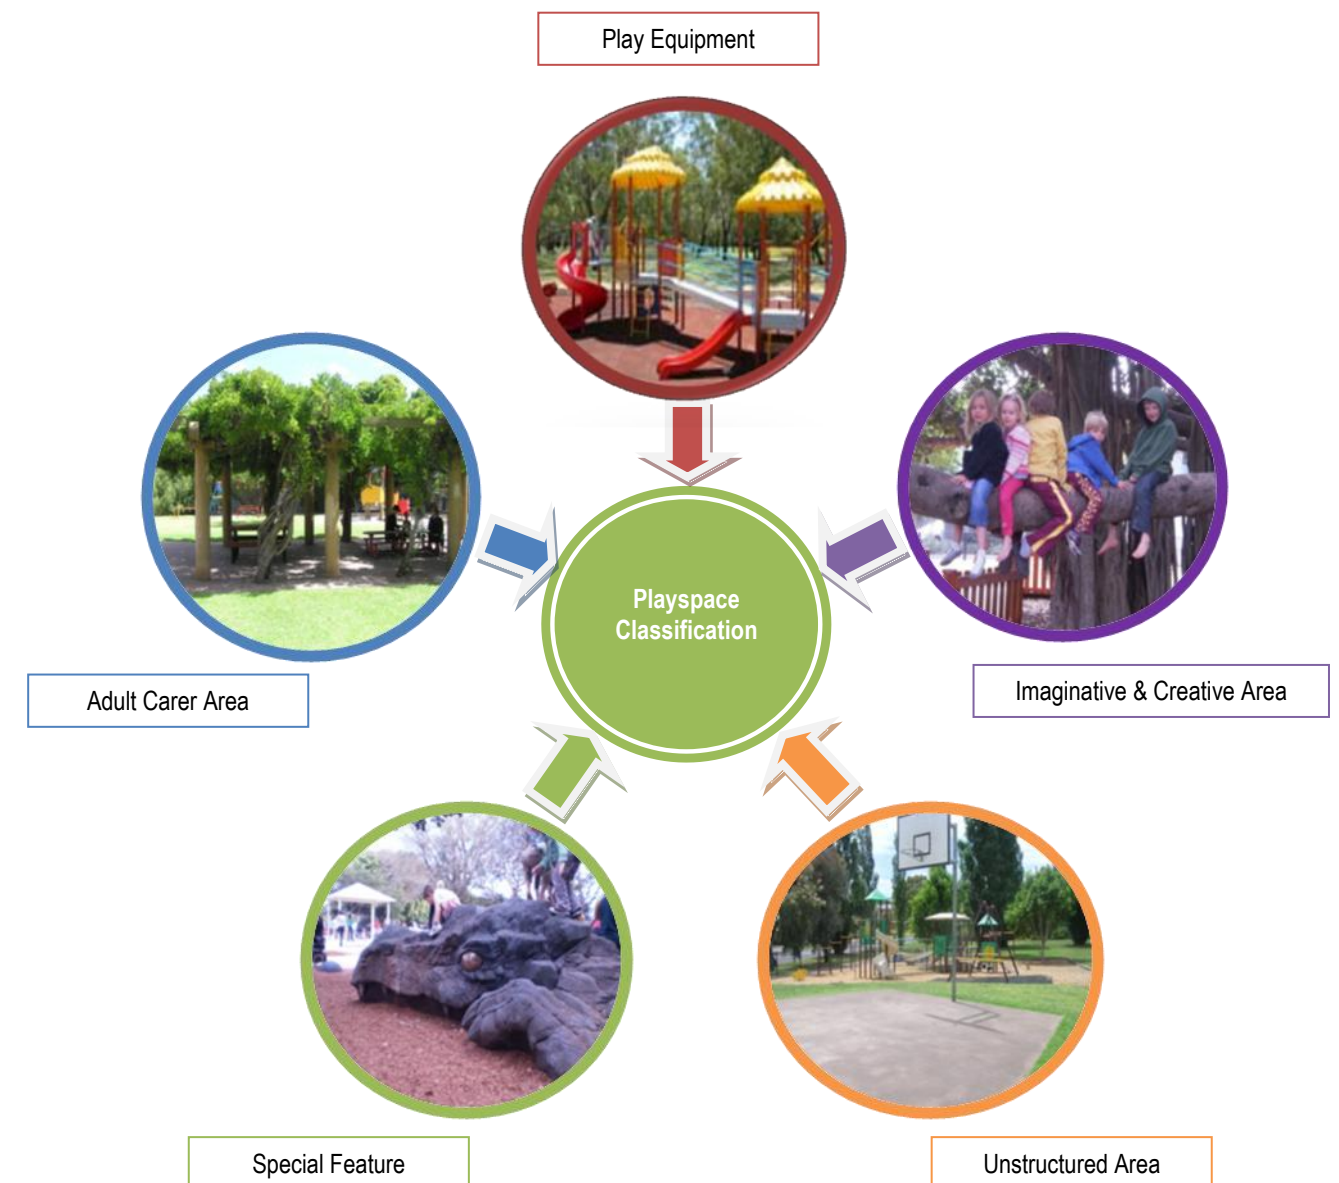 Play Equipment
Playspace
Classification
Adult Carer Area
Imaginative & Creative Area
Special Feature
Unstructured Area